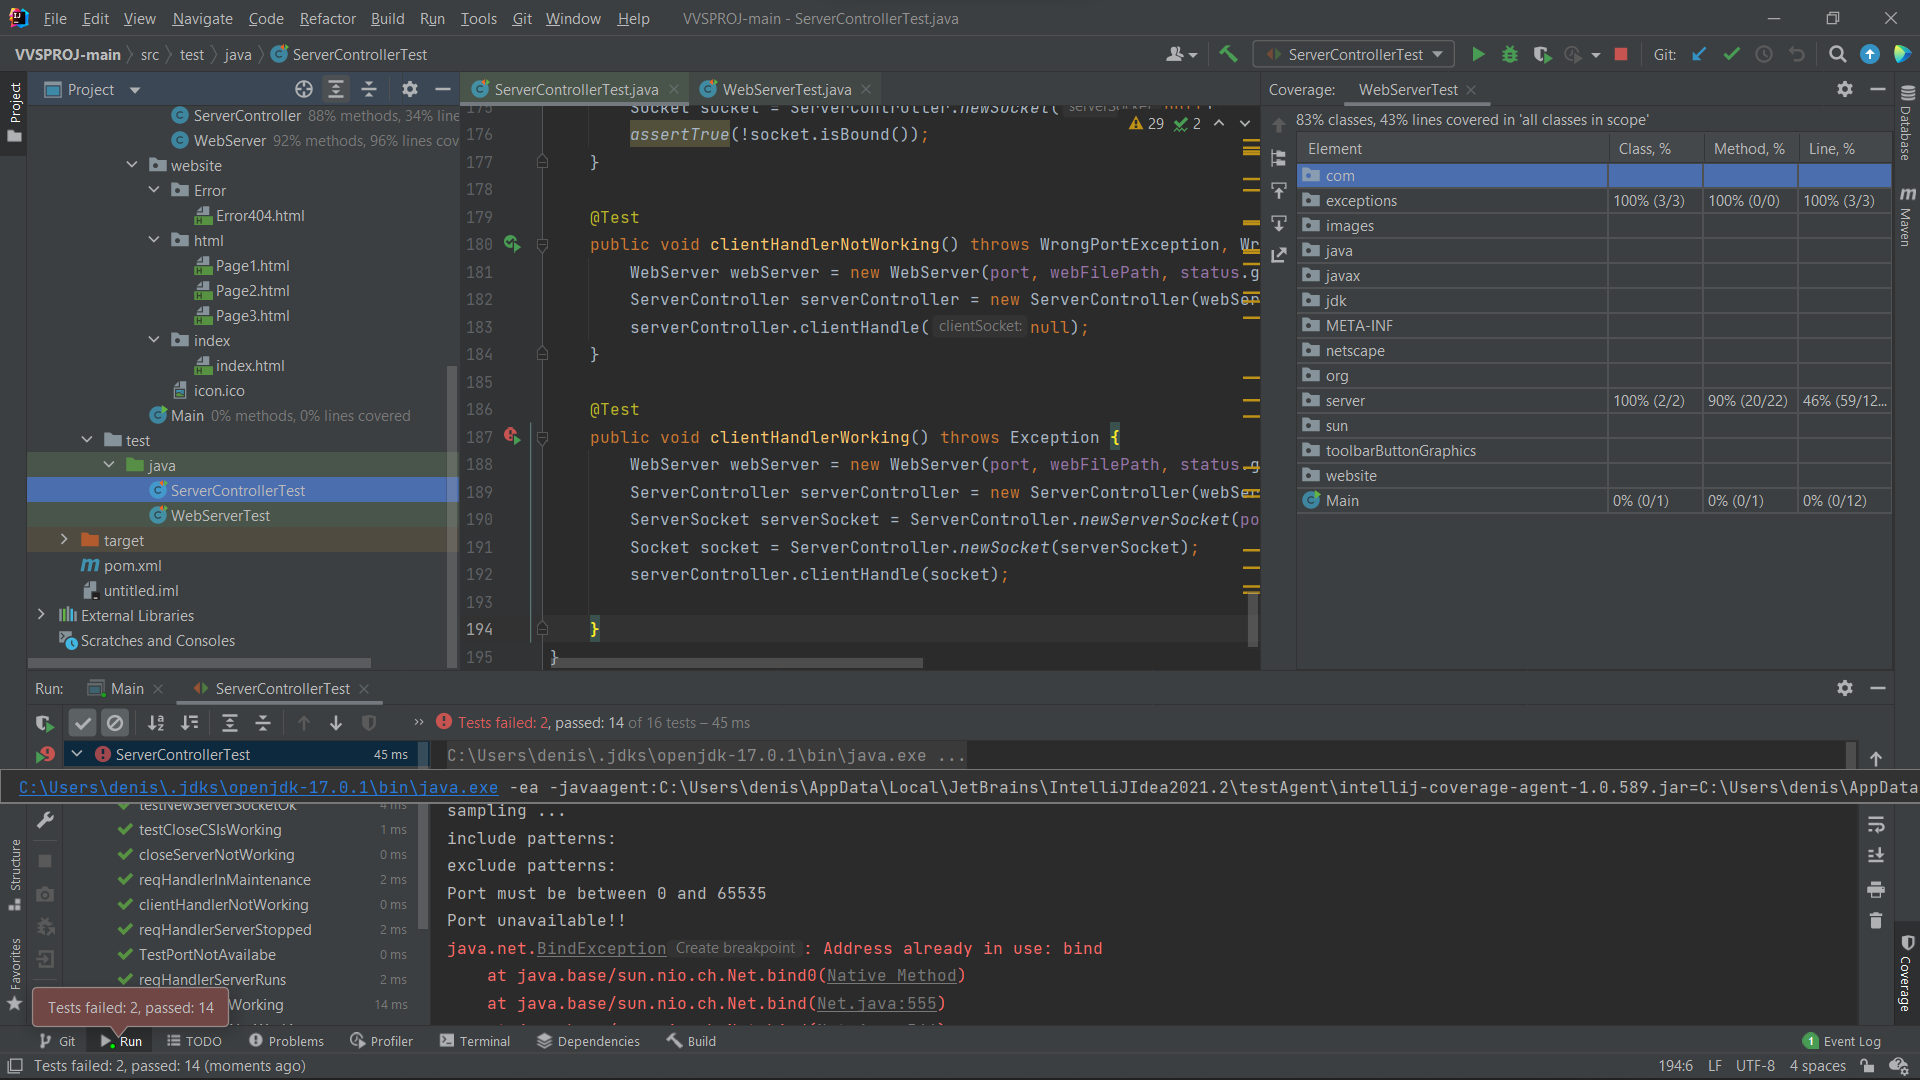 File Edit View Navigate Code Refactor Build Run Tools Git Window Help VVSPROJ-main - ServerControllerTest.java
VVSPROJ-main src test java ServerControllerTest
ServerControllerTest Git:
Project
Project
ServerController 88% methods, 34% line
WebServer 92% methods, 96% lines cov
website
Error
Error404.html
html
Page1.html
Page2.html
Page3.html
index
index.html
icon.ico
Main 0% methods, 0% lines covered
test
java
ServerControllerTest
WebServerTest
target
pom.xml
untitled.iml
External Libraries
Scratches and Consoles
ServerControllerTest.java WebServerTest.java
29 2
175 Socket socket = ServerController.newSocket(
176 assertTrue(!socket.isBound());
177 }
178
179 @Test
180 public void clientHandlerNotWorking() throws WrongPortException, Wr
181 WebServer webServer = new WebServer(port, webFilePath, status.g
182 ServerController serverController = new ServerController(webSer
183 serverController.clientHandle( clientSocket: null);
184 }
185
186 @Test
187 public void clientHandlerWorking() throws Exception {
188 WebServer webServer = new WebServer(port, webFilePath, status.g
189 ServerController serverController = new ServerController(webSer
190 ServerSocket serverSocket = ServerController.newServerSocket(po
191 Socket socket = ServerController.newSocket(serverSocket);
192 serverController.clientHandle(socket);
193
194 }
195 }
Coverage: WebServerTest
83% classes, 43% lines covered in 'all classes in scope'
Element Class, % Method, % Line, %
com
exceptions 100% (3/3) 100% (0/0) 100% (3/3)
images
java
javax
jdk
META-INF
netscape
org
server 100% (2/2) 90% (20/22) 46% (59/12...
sun
toolbarButtonGraphics
website
Main 0% (0/1) 0% (0/1) 0% (0/12)
Database
Maven
Run: Main ServerControllerTest
Tests failed: 2, passed: 14 of 16 tests – 45 ms
ServerControllerTest 45 ms
C:\Users\denis\.jdks\openjdk-17.0.1\bin\java.exe ...
C:\Users\denis\.jdks\openjdk-17.0.1\bin\java.exe -ea -javaagent:C:\Users\denis\AppData\Local\JetBrains\IntelliJIdea2021.2\testAgent\intellij-coverage-agent-1.0.589.jar=C:\Users\denis\AppData
testNewServerSocketOk
testCloseCSIsWorking 1 ms
closeServerNotWorking 0 ms
reqHandlerInMaintenance 2 ms
clientHandlerNotWorking 0 ms
reqHandlerServerStopped 2 ms
TestPortNotAvailabe 0 ms
reqHandlerServerRuns 2 ms
Working 14 ms
sampling ...
include patterns:
exclude patterns:
Port must be between 0 and 65535
Port unavailable!!
java.net.BindException Create breakpoint : Address already in use: bind
at java.base/sun.nio.ch.Net.bind0(Native Method)
at java.base/sun.nio.ch.Net.bind(Net.java:555)
Structure
Favorites
Coverage
Tests failed: 2, passed: 14
Git Run TODO Problems Profiler Terminal Dependencies Build 1 Event Log
Tests failed: 2, passed: 14 (moments ago) 194:6 LF UTF-8 4 spaces